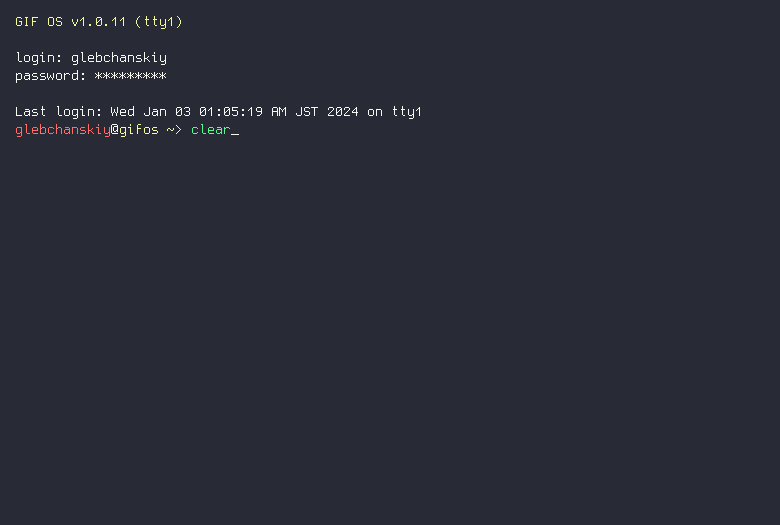 GIF OS v1.0.11 (tty1)
login: glebchanskiy
password: *********
Last login: Wed Jan 03 01:05:19 AM JST 2024 on tty1
glebchanskiy@gifos ~> clear_